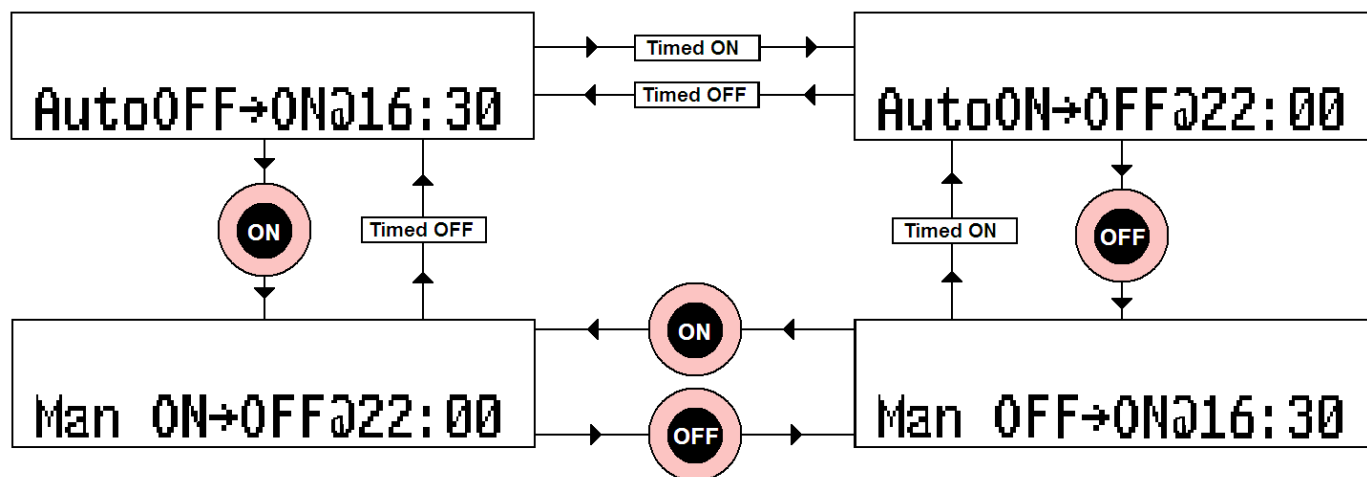 AutoOFF→ON@16:30
Timed ON
Timed OFF
AutoON→OFF@22:00
ON
Timed OFF
Timed ON
OFF
ON
Man ON→OFF@22:00
OFF
Man OFF→ON@16:30